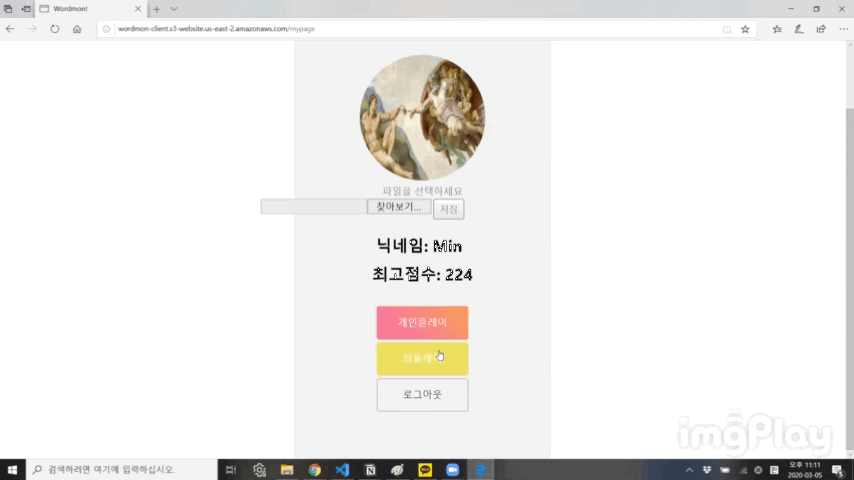 Wordmon!
wordmon-client.s3-website.us-east-2.amazonaws.com/mypage
파일을 선택하세요
찾아보기... 저장
닉네임: Min
최고점수: 224
개인플레이
팀플레이
로그아웃
imgPlay
검색하려면 여기에 입력하십시오.
오후 11:11
2020-03-05